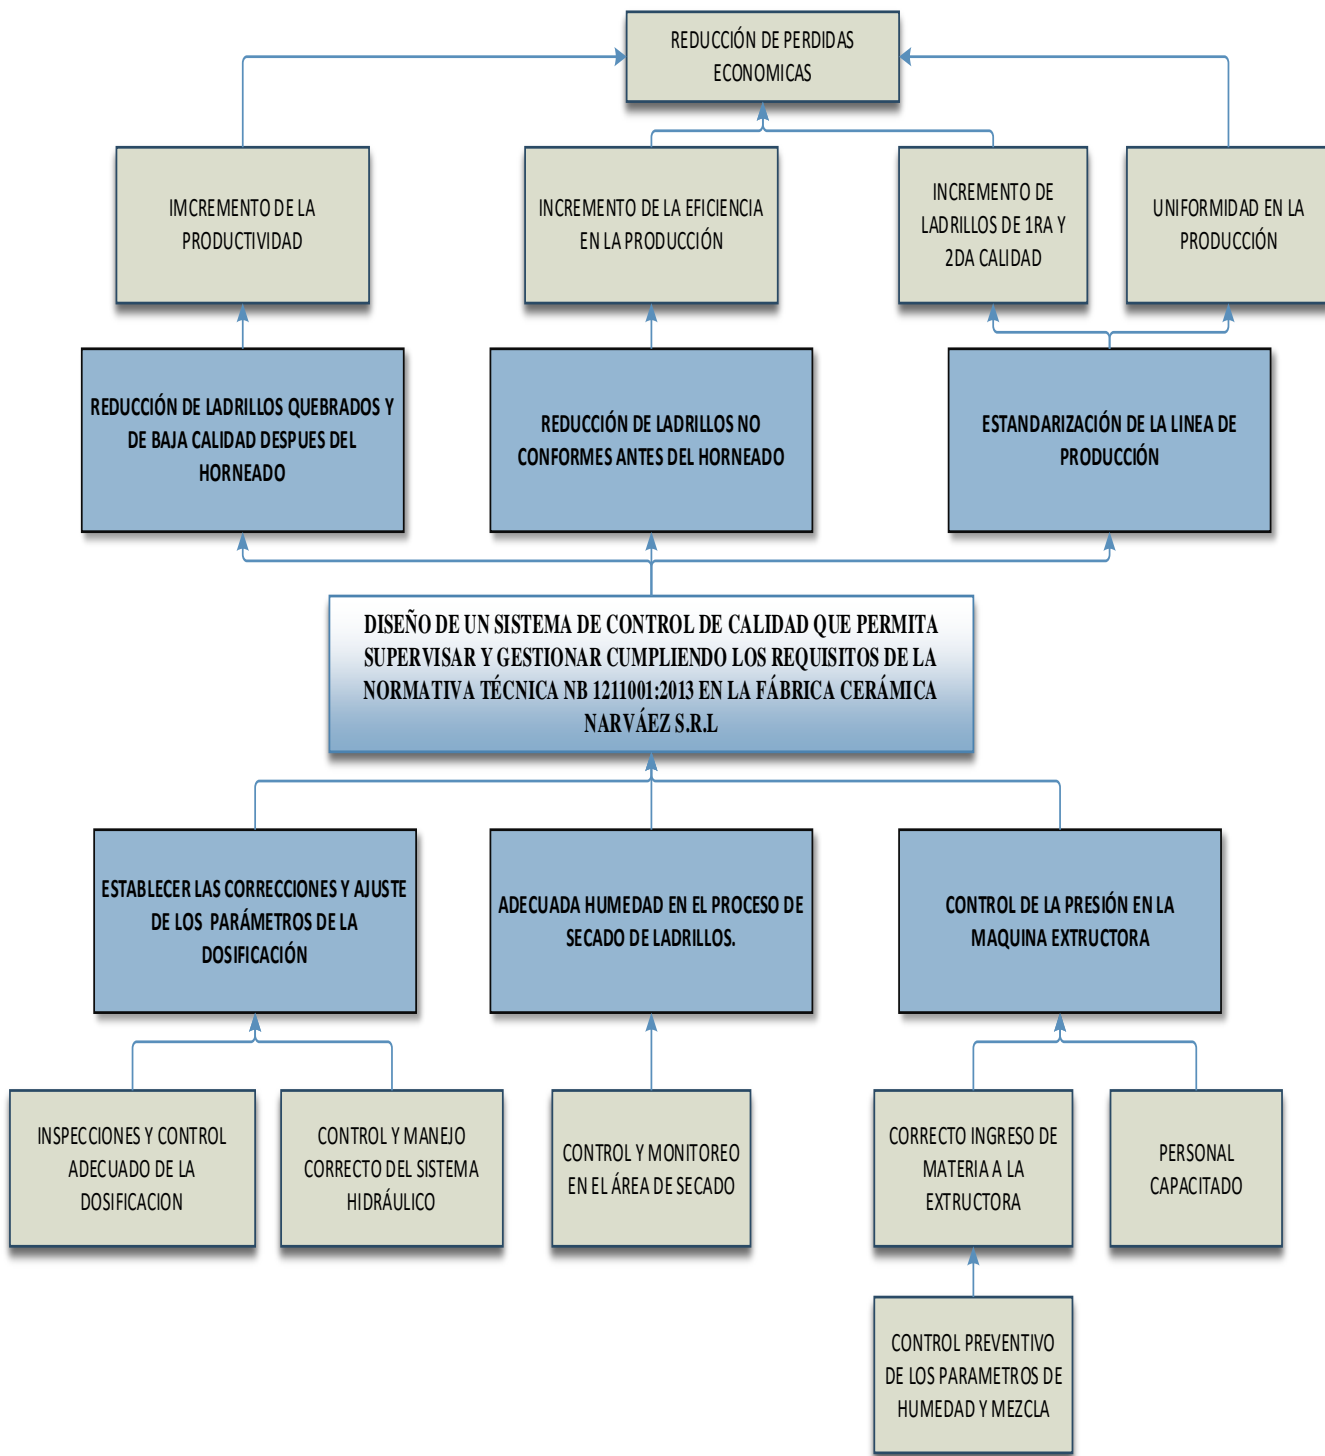 REDUCCIÓN DE PERDIDAS
ECONOMICAS
IMCREMENTO DE LA
PRODUCTIVIDAD
INCREMENTO DE LA EFICIENCIA
EN LA PRODUCCIÓN
INCREMENTO DE
LADRILLOS DE 1RA Y
2DA CALIDAD
UNIFORMIDAD EN LA
PRODUCCIÓN
REDUCCIÓN DE LADRILLOS QUEBRADOS Y
DE BAJA CALIDAD DESPUES DEL
HORNEADO
REDUCCIÓN DE LADRILLOS NO
CONFORMES ANTES DEL HORNEADO
ESTANDARIZACIÓN DE LA LINEA DE
PRODUCCIÓN
DISEÑO DE UN SISTEMA DE CONTROL DE CALIDAD QUE PERMITA
SUPERVISAR Y GESTIONAR CUMPLIENDO LOS REQUISITOS DE LA
NORMATIVA TÉCNICA NB 1211001:2013 EN LA FÁBRICA CERÁMICA
NARVÁEZ S.R.L
ESTABLECER LAS CORRECCIONES Y AJUSTE
DE LOS PARÁMETROS DE LA
DOSIFICACIÓN
ADECUADA HUMEDAD EN EL PROCESO DE
SECADO DE LADRILLOS.
CONTROL DE LA PRESIÓN EN LA
MAQUINA EXTRUCTORA
INSPECCIONES Y CONTROL
ADECUADO DE LA
DOSIFICACION
CONTROL Y MANEJO
CORRECTO DEL SISTEMA
HIDRÁULICO
CONTROL Y MONITOREO
EN EL ÁREA DE SECADO
CORRECTO INGRESO DE
MATERIA A LA
EXTRUCTORA
PERSONAL
CAPACITADO
CONTROL PREVENTIVO
DE LOS PARAMETROS DE
HUMEDAD Y MEZCLA